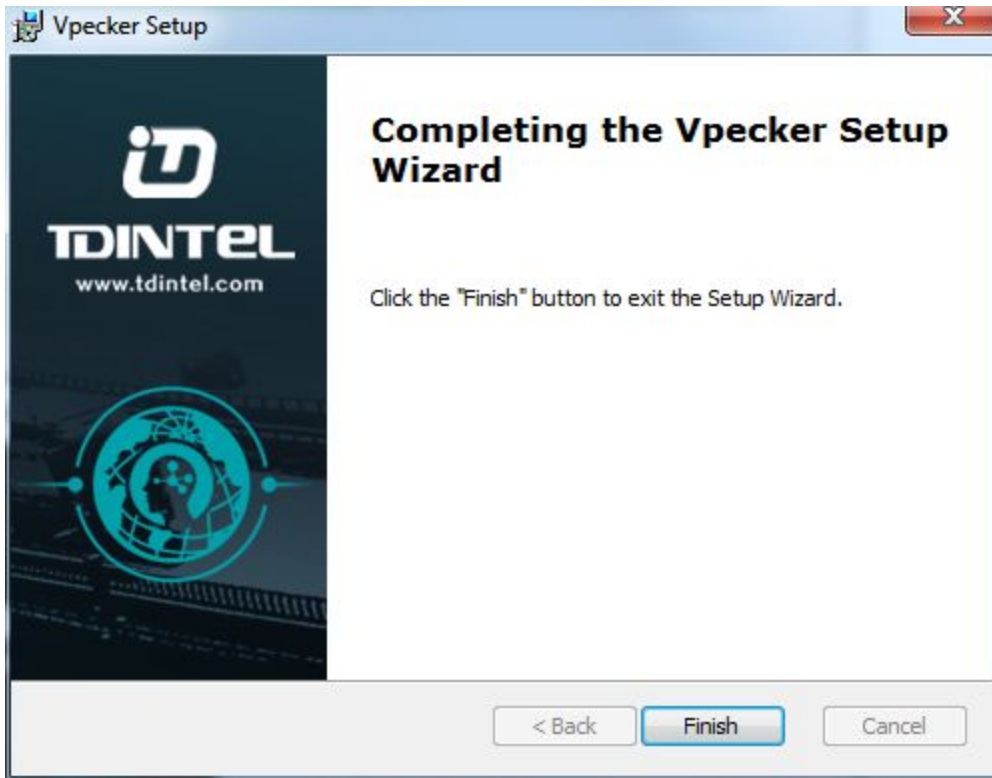 Vpecker Setup
x
TDINTEL
www.tdintel.com
Completing the Vpecker Setup
Wizard
Click the "Finish" button to exit the Setup Wizard.
< Back
Finish
Cancel